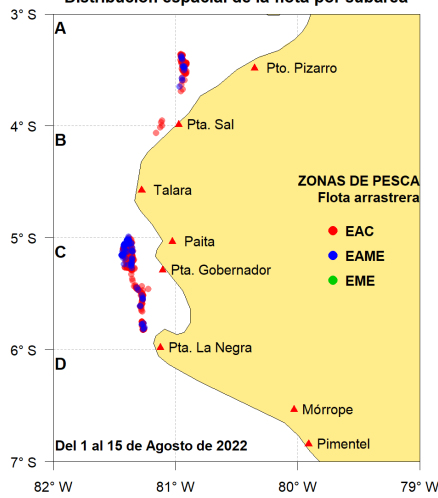 Distribución espacial de la flota por subárea
3° S
A
Pto. Pizarro
4° S
Pta. Sal
B
ZONAS DE PESCA
Flota arrastrera
Talara
EAC
5° S
Paita
C
EAME
Pta. Gobernador
EME
Pta. La Negra
6° S
D
Mórrope
Del 1 al 15 de Agosto de 2022
Pimentel
7° S
82° W
81° W
80° W
79° W